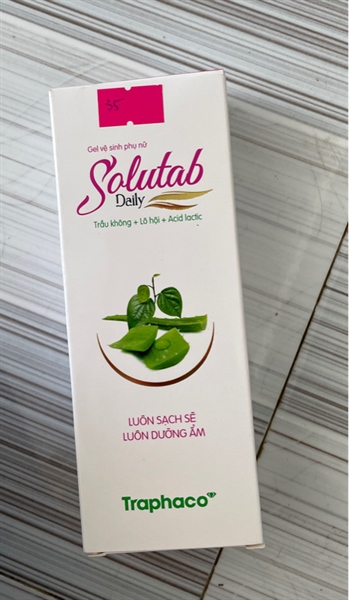 35
Gel vệ sinh phụ nữ
Solutab
Daily
Trầu không + Lô hội + Acid lactic
LUÔN SẠCH SẼ
LUÔN DƯỠNG ẨM
Traphaco